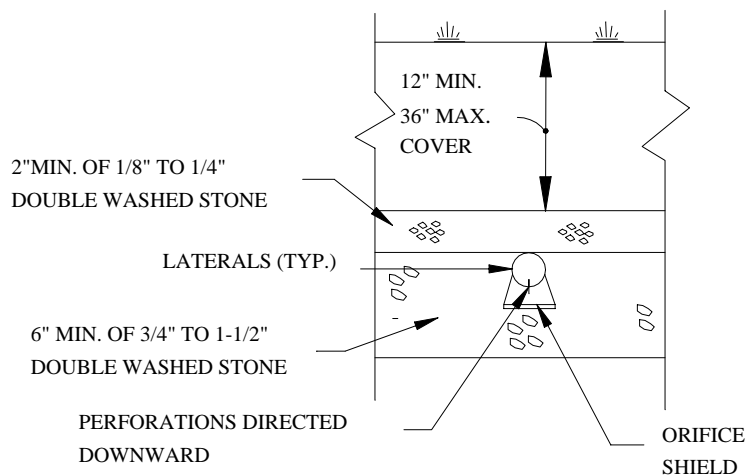 12" MIN.
36" MAX.
COVER
2"MIN. OF 1/8" TO 1/4"
DOUBLE WASHED STONE
LATERALS (TYP.)
6" MIN. OF 3/4" TO 1-1/2"
DOUBLE WASHED STONE
PERFORATIONS DIRECTED
DOWNWARD
ORIFICE
SHIELD